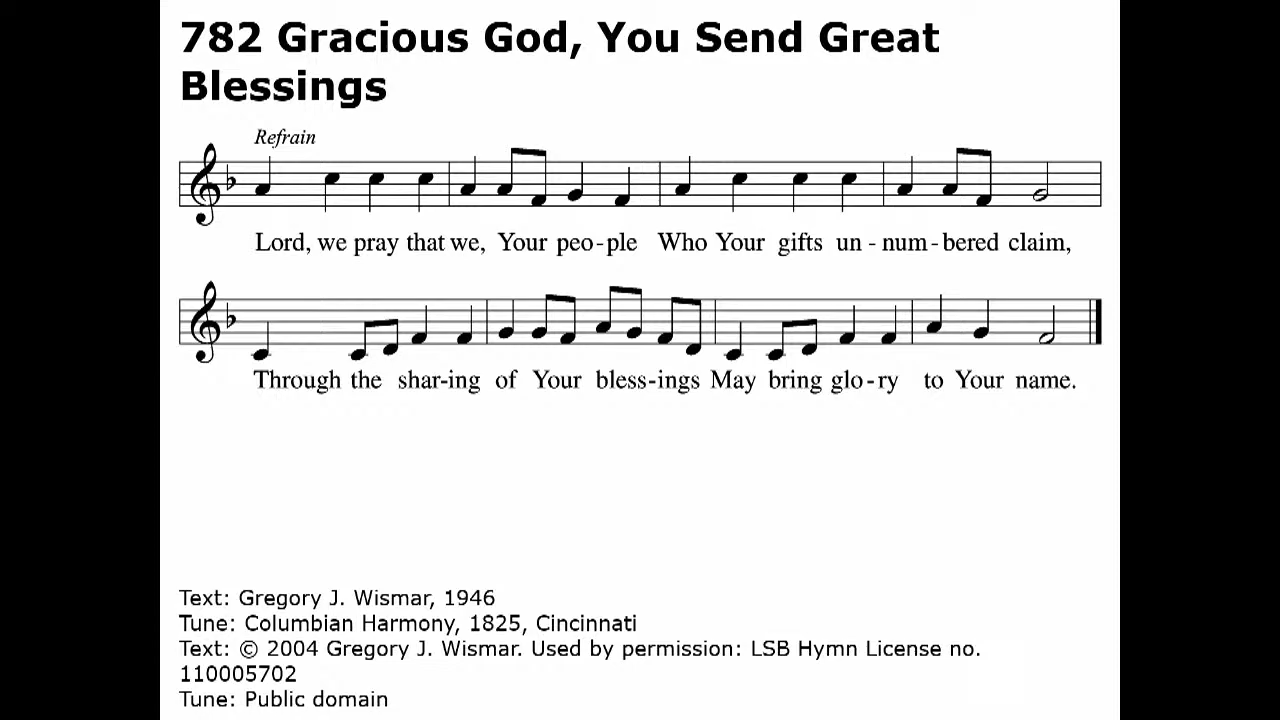 782 Gracious God, You Send Great
Blessings
Refrain
Lord, we pray that we, Your peo-ple Who Your gifts un-num-bered claim,
Through the shar-ing of Your bless-ings May bring glo-ry to Your name.
Text: Gregory J. Wismar, 1946
Tune: Columbian Harmony, 1825, Cincinnati
Text: © 2004 Gregory J. Wismar. Used by permission: LSB Hymn License no.
110005702
Tune: Public domain